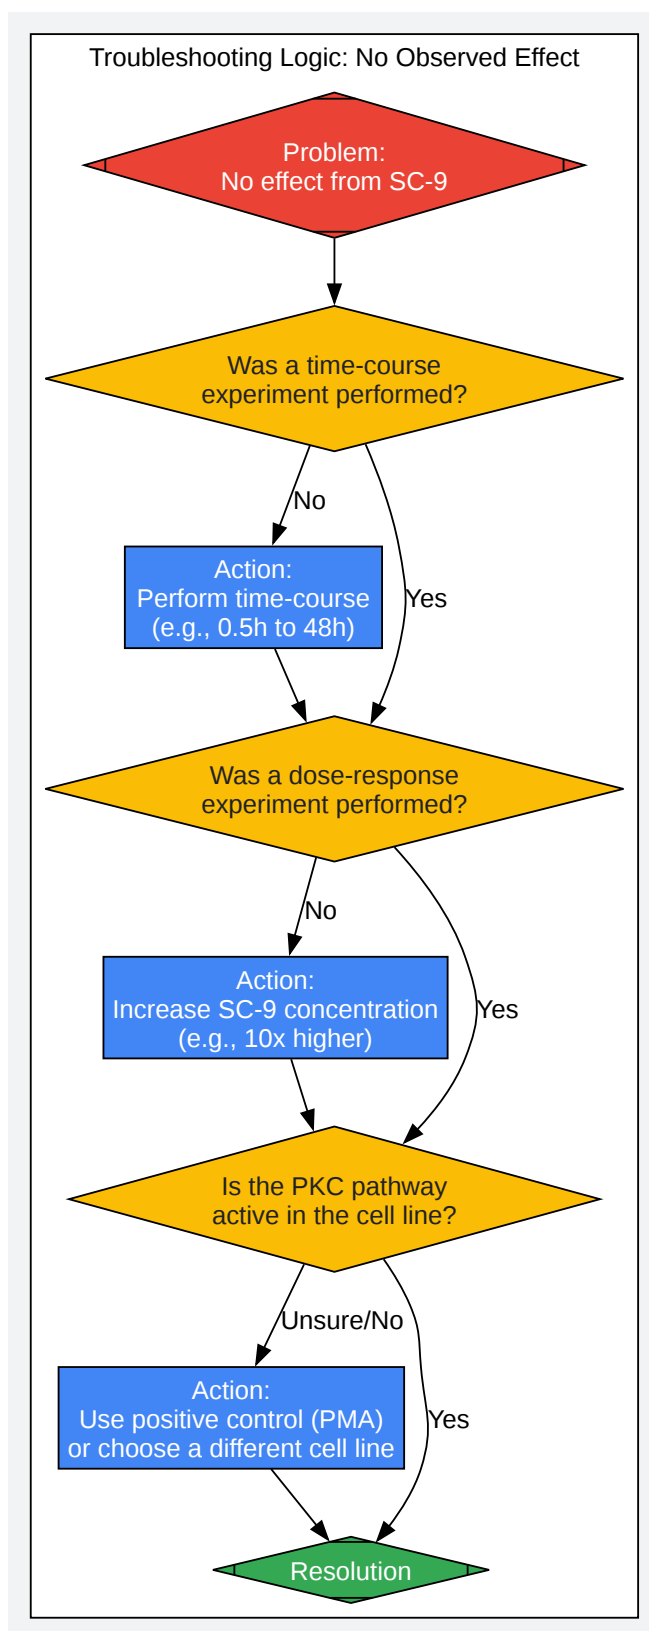 Troubleshooting Logic: No Observed Effect
Problem:
No effect from SC-9
Was a time-course
experiment performed?
No
Yes
Action:
Perform time-course
(e.g., 0.5h to 48h)
Was a dose-response
experiment performed?
No
Yes
Action:
Increase SC-9 concentration
(e.g., 10x higher)
Is the PKC pathway
active in the cell line?
Unsure/No
Yes
Action:
Use positive control (PMA)
or choose a different cell line
Resolution